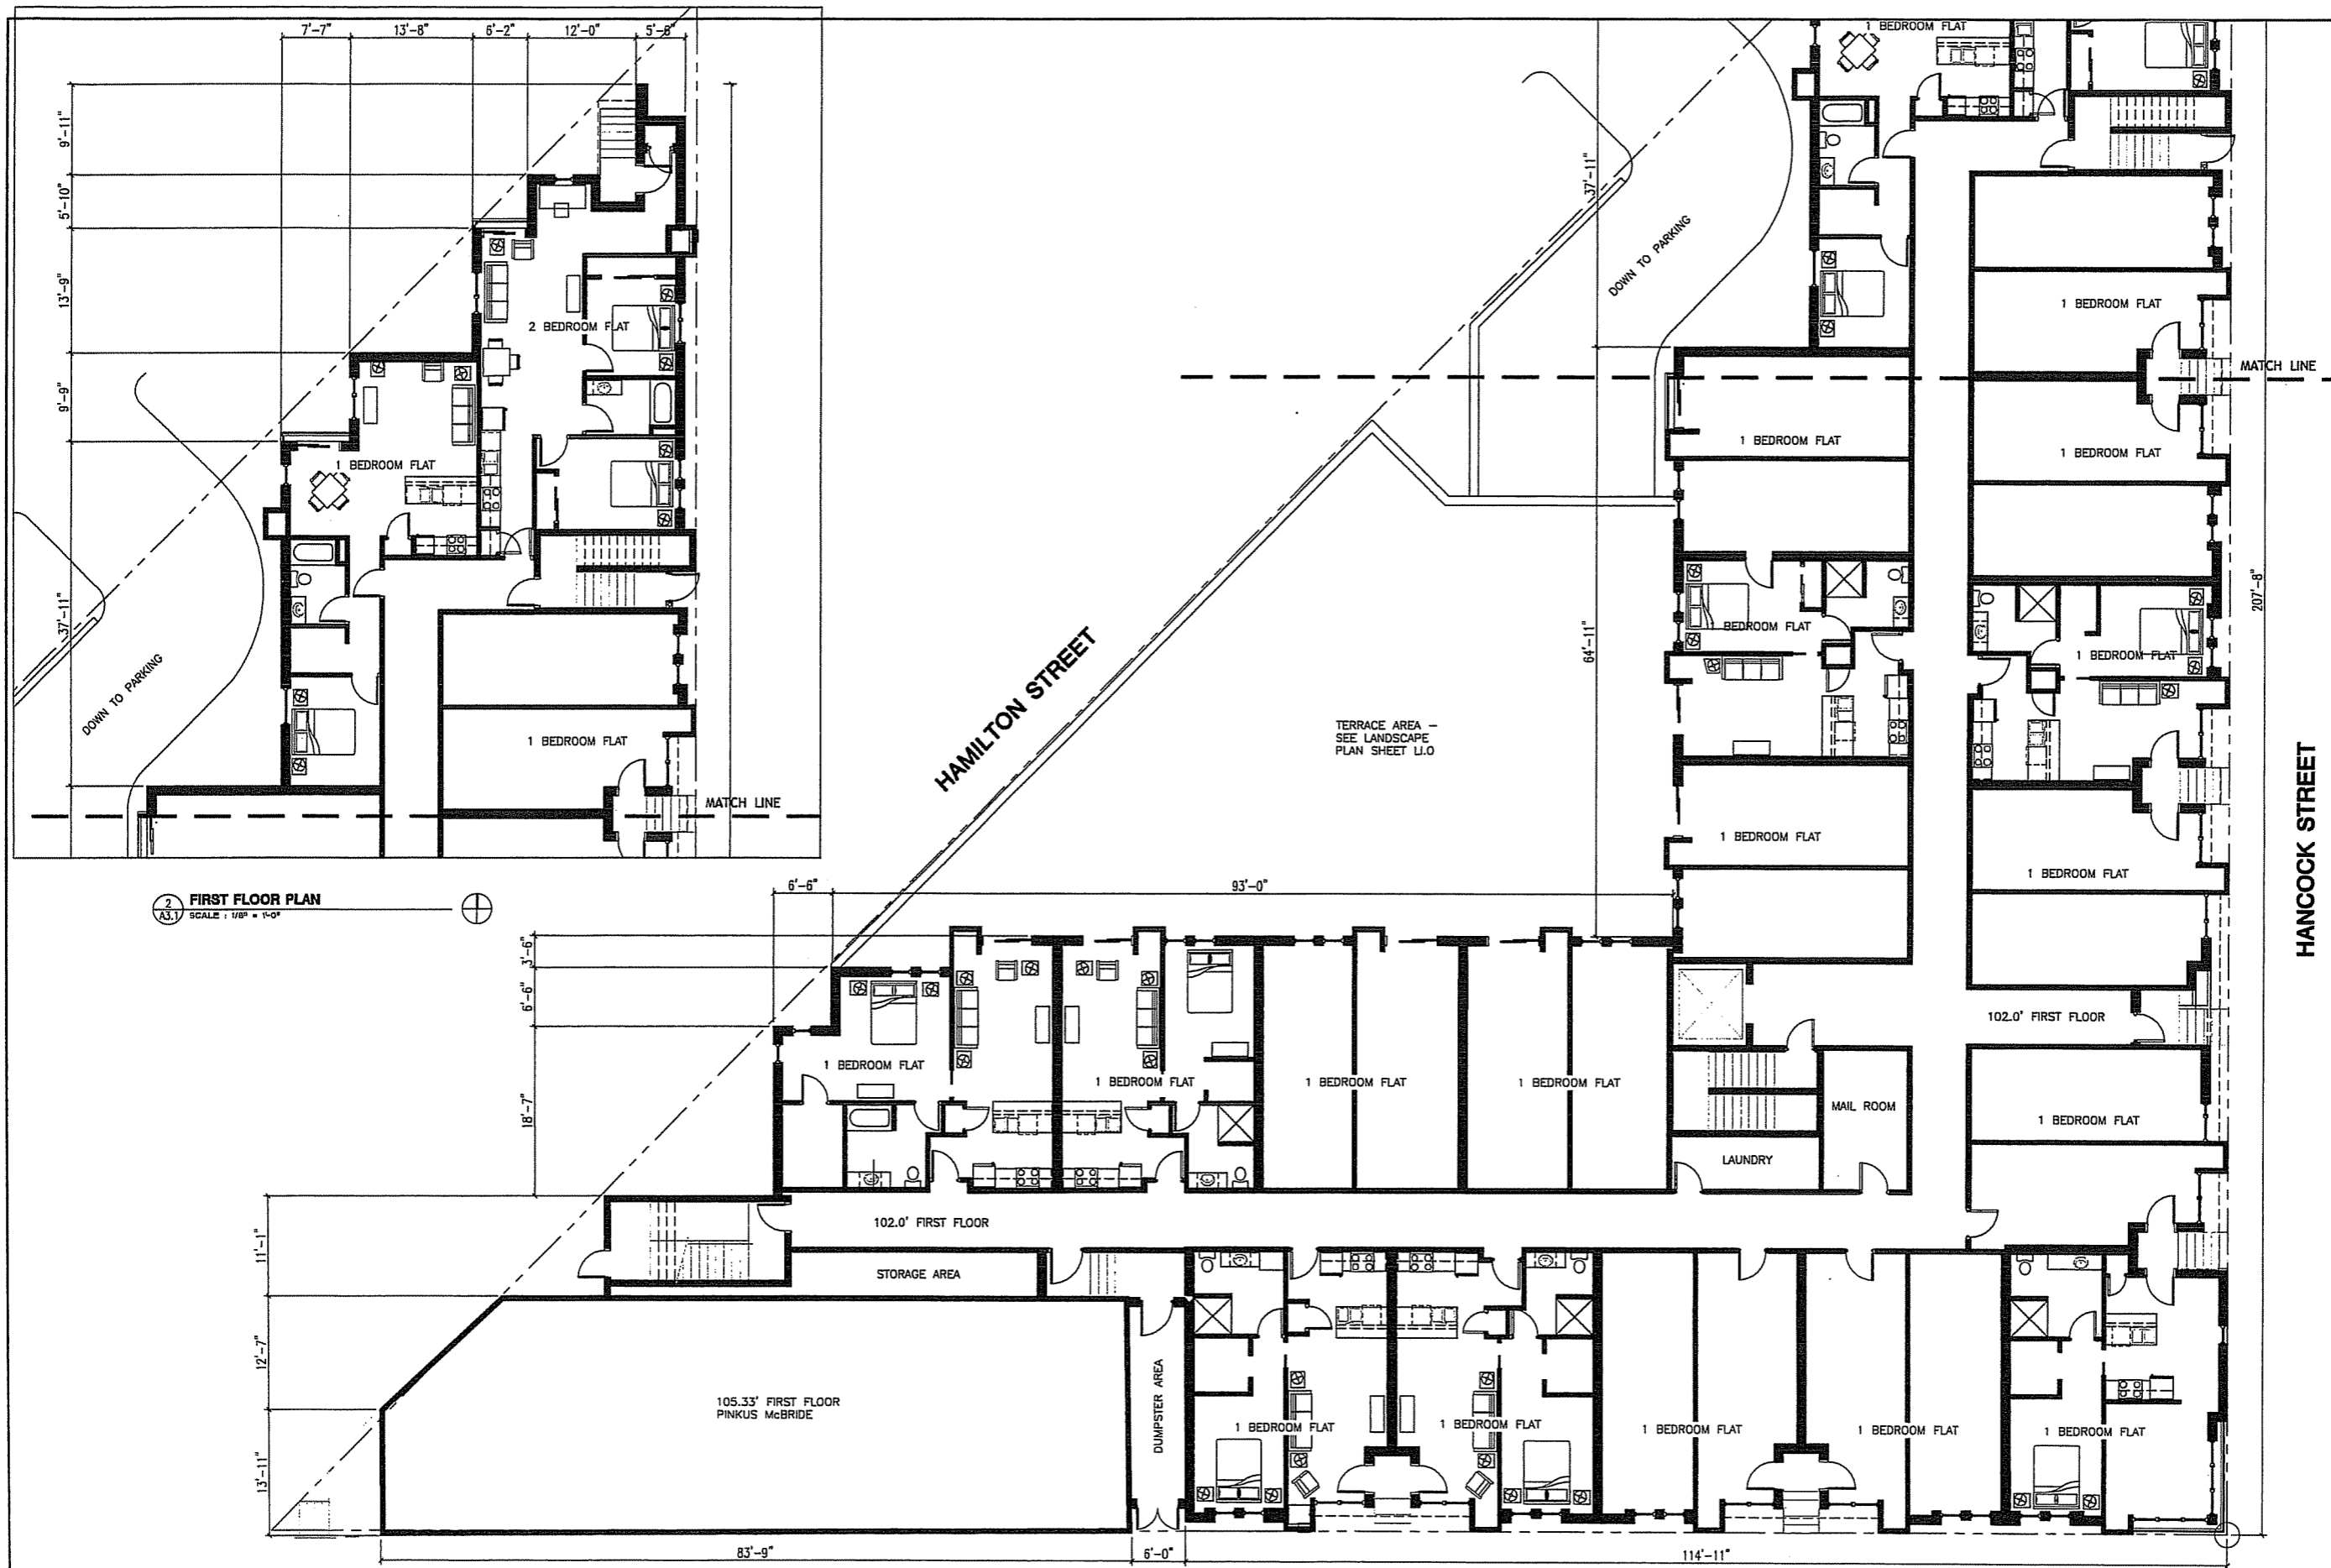 7'-7"
13'-8"
6'-2"
12'-0"
5'-6"
9'-11"
5'-10"
13'-9"
9'-9"
37'-11"
2 BEDROOM FLAT
1 BEDROOM FLAT
DOWN TO PARKING
1 BEDROOM FLAT
MATCH LINE
2
A3.1
FIRST FLOOR PLAN
SCALE : 1/8" = 1'-0"
1 BEDROOM FLAT
37'-11"
DOWN TO PARKING
1 BEDROOM FLAT
MATCH LINE
1 BEDROOM FLAT
1 BEDROOM FLAT
207'-8"
HAMILTON STREET
64'-11"
1 BEDROOM FLAT
1 BEDROOM FLAT
TERRACE AREA –
SEE LANDSCAPE
PLAN SHEET L1.0
HANCOCK STREET
1 BEDROOM FLAT
1 BEDROOM FLAT
6'-6"
93'-0"
3'-6"
6'-6"
18'-7"
102.0' FIRST FLOOR
1 BEDROOM FLAT
1 BEDROOM FLAT
1 BEDROOM FLAT
1 BEDROOM FLAT
MAIL ROOM
1 BEDROOM FLAT
LAUNDRY
11'-1"
102.0' FIRST FLOOR
STORAGE AREA
12'-7"
105.33' FIRST FLOOR
PINKUS McBRIDE
DUMPSTER AREA
1 BEDROOM FLAT
1 BEDROOM FLAT
1 BEDROOM FLAT
1 BEDROOM FLAT
1 BEDROOM FLAT
13'-11"
83'-9"
6'-0"
114'-11"